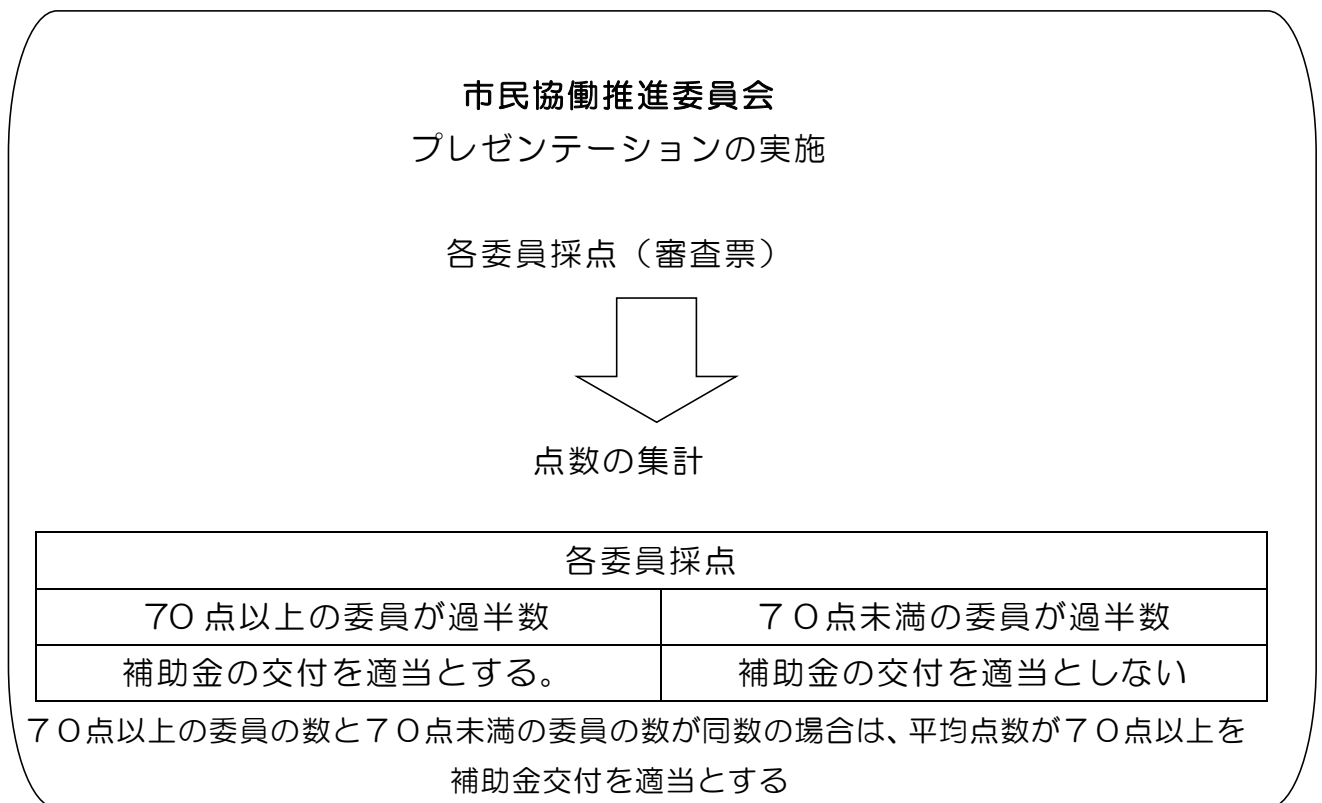 市民協働推進委員会
プレゼンテーションの実施
各委員採点（審査票）
点数の集計
各委員採点
70点以上の委員が過半数
７０点未満の委員が過半数
補助金の交付を適当とする。
補助金の交付を適当としない
７０点以上の委員の数と７０点未満の委員の数が同数の場合は、平均点数が７０点以上を
補助金交付を適当とする